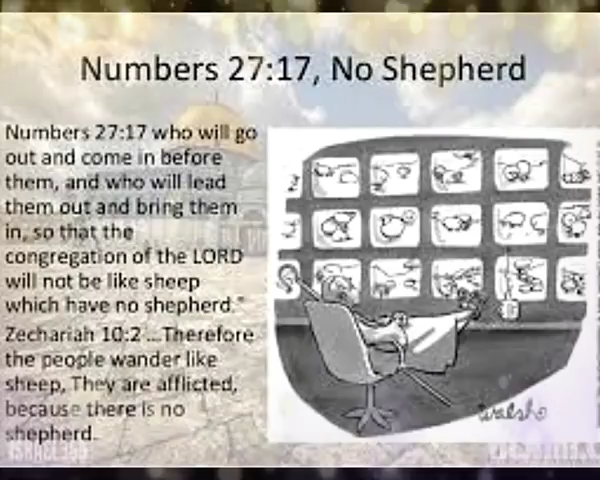 Numbers 27:17, No Shepherd
Numbers 27:17 who will go
out and come in before
them, and who will lead
them out and bring them
in, so that the
congregation of the LORD
will not be like sheep
which have no shepherd."
Zechariah 10:2 ...Therefore
the people wander like
sheep, They are afflicted,
because there is no
shepherd.
walsh